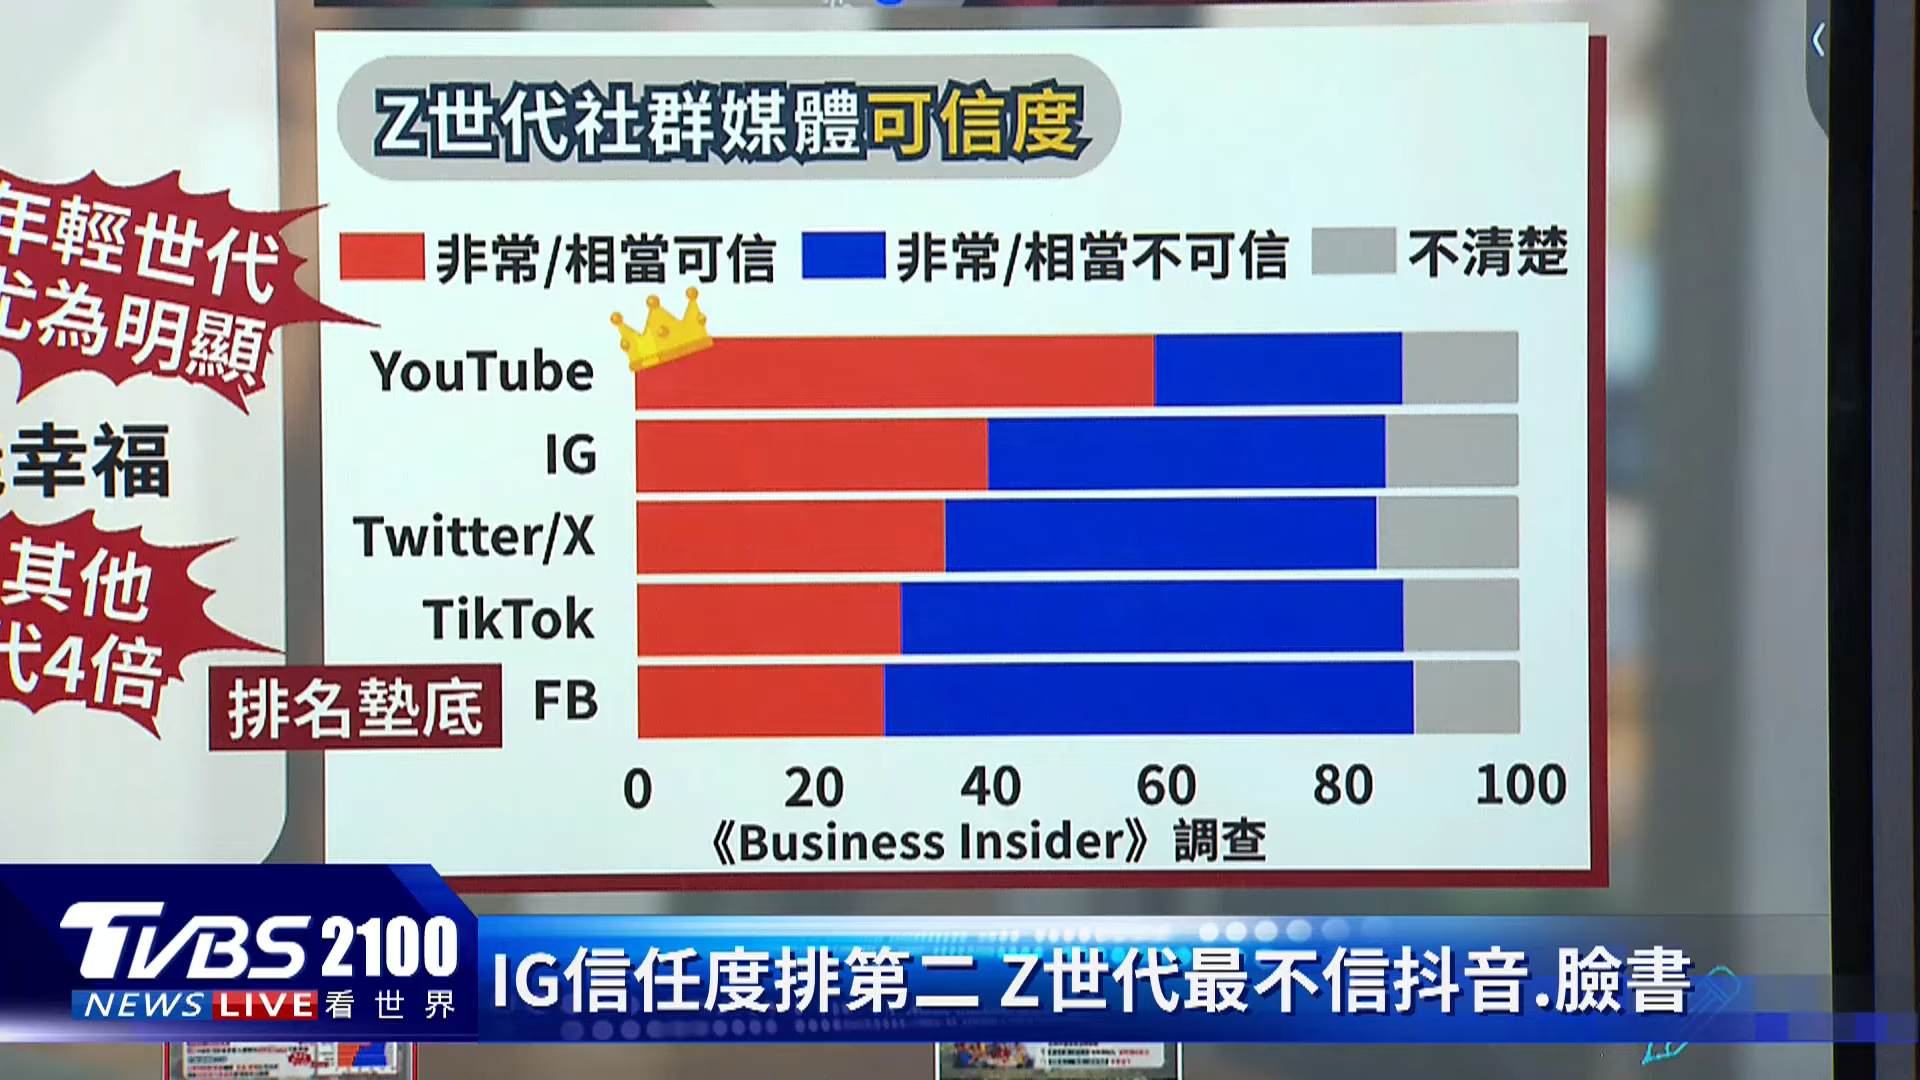 Z世代社群媒體可信度
非常/相當可信 非常/相當不可信 不清楚
年輕世代
尤為明顯
幸福
其他
代4倍
YouTube
IG
Twitter/X
TikTok
排名墊底 FB
0 20 40 60 80 100
《Business Insider》調查
TVBS 2100
NEWS LIVE 看世界
IG信任度排第二 Z世代最不信抖音.臉書